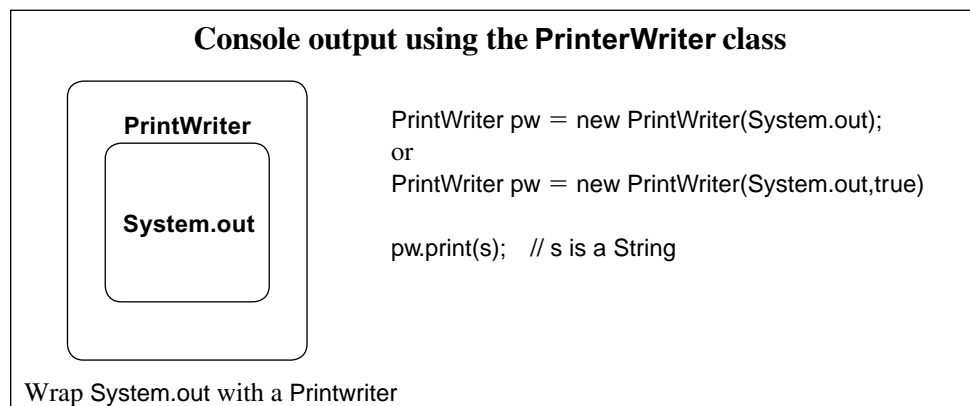 Console output using the PrinterWriter class
PrintWriter
System.out
PrintWriter pw = new PrintWriter(System.out);
or
PrintWriter pw = new PrintWriter(System.out,true)
pw.print(s); // s is a String
Wrap System.out with a Printwriter